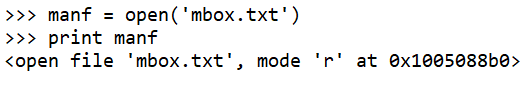 >>> manf = open('mbox.txt')
>>> print manf
<open file 'mbox.txt', mode 'r' at 0x1005088b0>